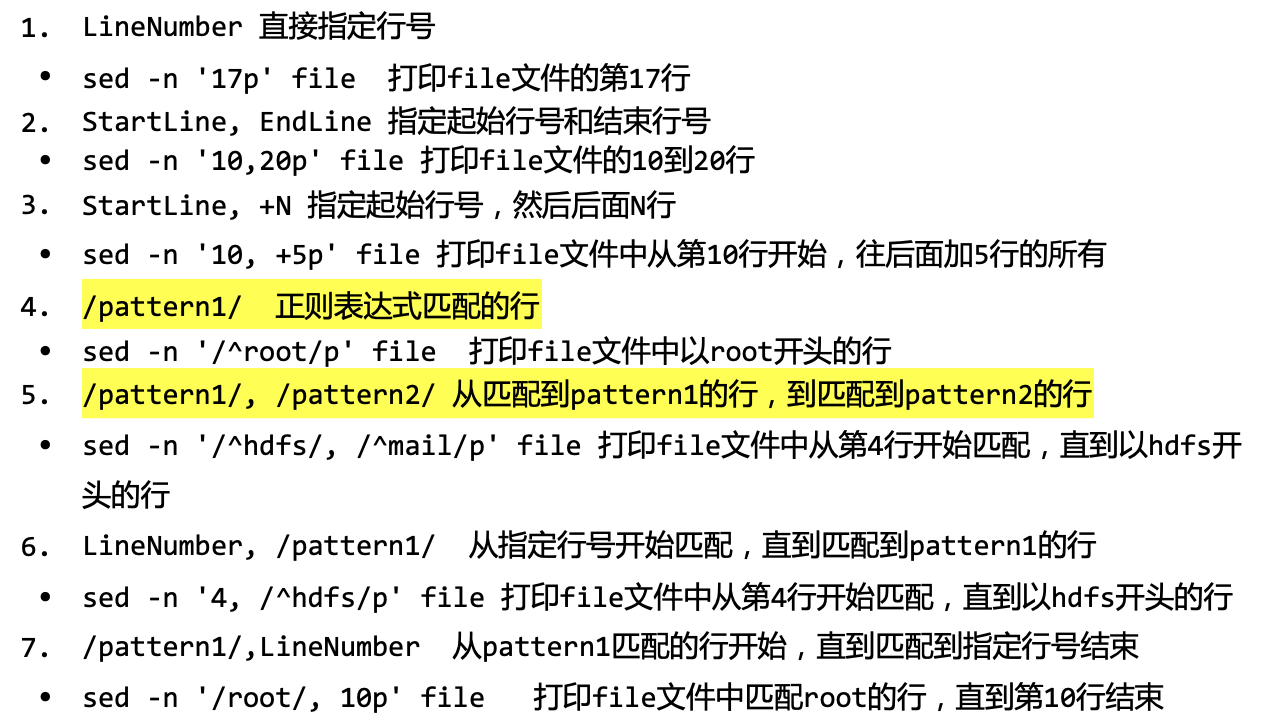 1. LineNumber 直接指定行号
• sed -n '17p' file 打印file文件的第17行
2. StartLine, EndLine 指定起始行号和结束行号
• sed -n '10,20p' file 打印file文件的10到20行
3. StartLine, +N 指定起始行号，然后后面N行
• sed -n '10, +5p' file 打印file文件中从第10行开始，往后面加5行的所有
4. /pattern1/ 正则表达式匹配的行
• sed -n '/^root/p' file 打印file文件中以root开头的行
5. /pattern1/, /pattern2/ 从匹配到pattern1的行，到匹配到pattern2的行
• sed -n '/^hdfs/, /^mail/p' file 打印file文件中从第4行开始匹配，直到以hdfs开
头的行
6. LineNumber, /pattern1/ 从指定行号开始匹配，直到匹配到pattern1的行
• sed -n '4, /^hdfs/p' file 打印file文件中从第4行开始匹配，直到以hdfs开头的行
7. /pattern1/,LineNumber 从pattern1匹配的行开始，直到匹配到指定行号结束
• sed -n '/root/, 10p' file 打印file文件中匹配root的行，直到第10行结束